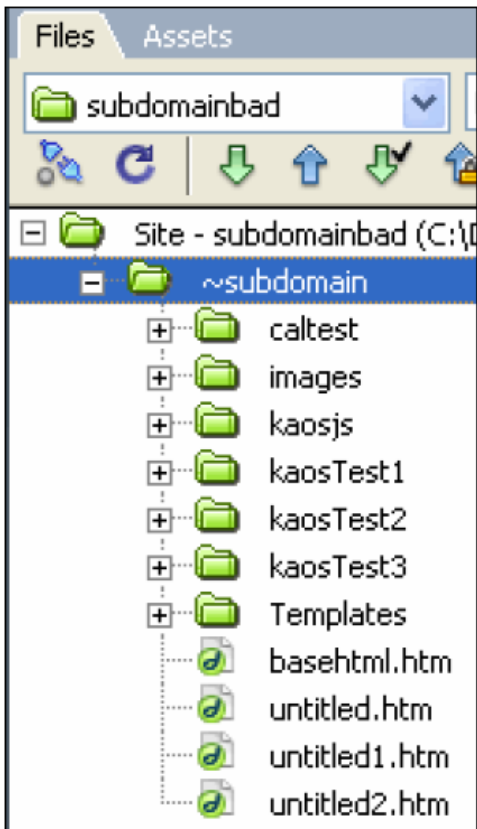 Files Assets
subdomainbad
Site - subdomainbad (C:\
~subdomain
caltest
images
kaosjs
kaosTest1
kaosTest2
kaosTest3
Templates
basehtml.htm
untitled.htm
untitled1.htm
untitled2.htm